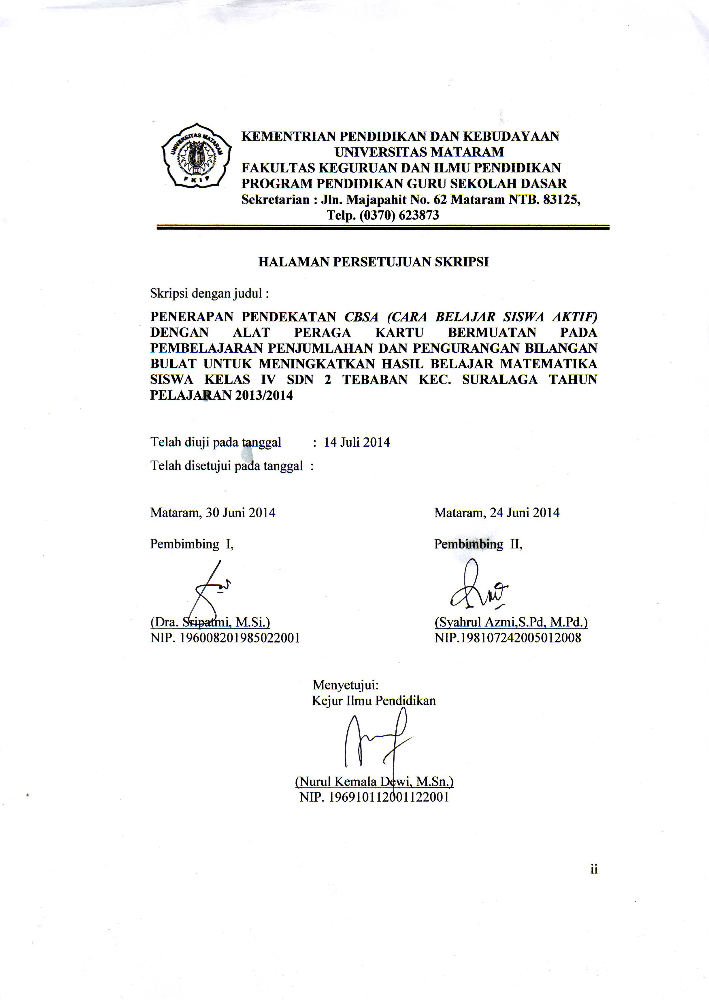 UNIVERSITAS MATARAM
FKIP
KEMENTRIAN PENDIDIKAN DAN KEBUDAYAAN
UNIVERSITAS MATARAM
FAKULTAS KEGURUAN DAN ILMU PENDIDIKAN
PROGRAM PENDIDIKAN GURU SEKOLAH DASAR
Sekretarian : Jln. Majapahit No. 62 Mataram NTB. 83125,
Telp. (0370) 623873
HALAMAN PERSETUJUAN SKRIPSI
Skripsi dengan judul :
PENERAPAN PENDEKATAN CBSA (CARA BELAJAR SISWA AKTIF)
DENGAN ALAT PERAGA KARTU BERMUATAN PADA
PEMBELAJARAN PENJUMLAHAN DAN PENGURANGAN BILANGAN
BULAT UNTUK MENINGKATKAN HASIL BELAJAR MATEMATIKA
SISWA KELAS IV SDN 2 TEBABAN KEC. SURALAGA TAHUN
PELAJARAN 2013/2014
Telah diuji pada tanggal : 14 Juli 2014
Telah disetujui pada tanggal :
Mataram, 30 Juni 2014 Mataram, 24 Juni 2014
Pembimbing I, Pembimbing II,
(Dra. Sripatmi, M.Si.) (Syahrul Azmi,S.Pd, M.Pd.)
NIP. 196008201985022001 NIP.198107242005012008
Menyetujui:
Kejur Ilmu Pendidikan
(Nurul Kemala Dewi, M.Sn.)
NIP. 196910112001122001
ii